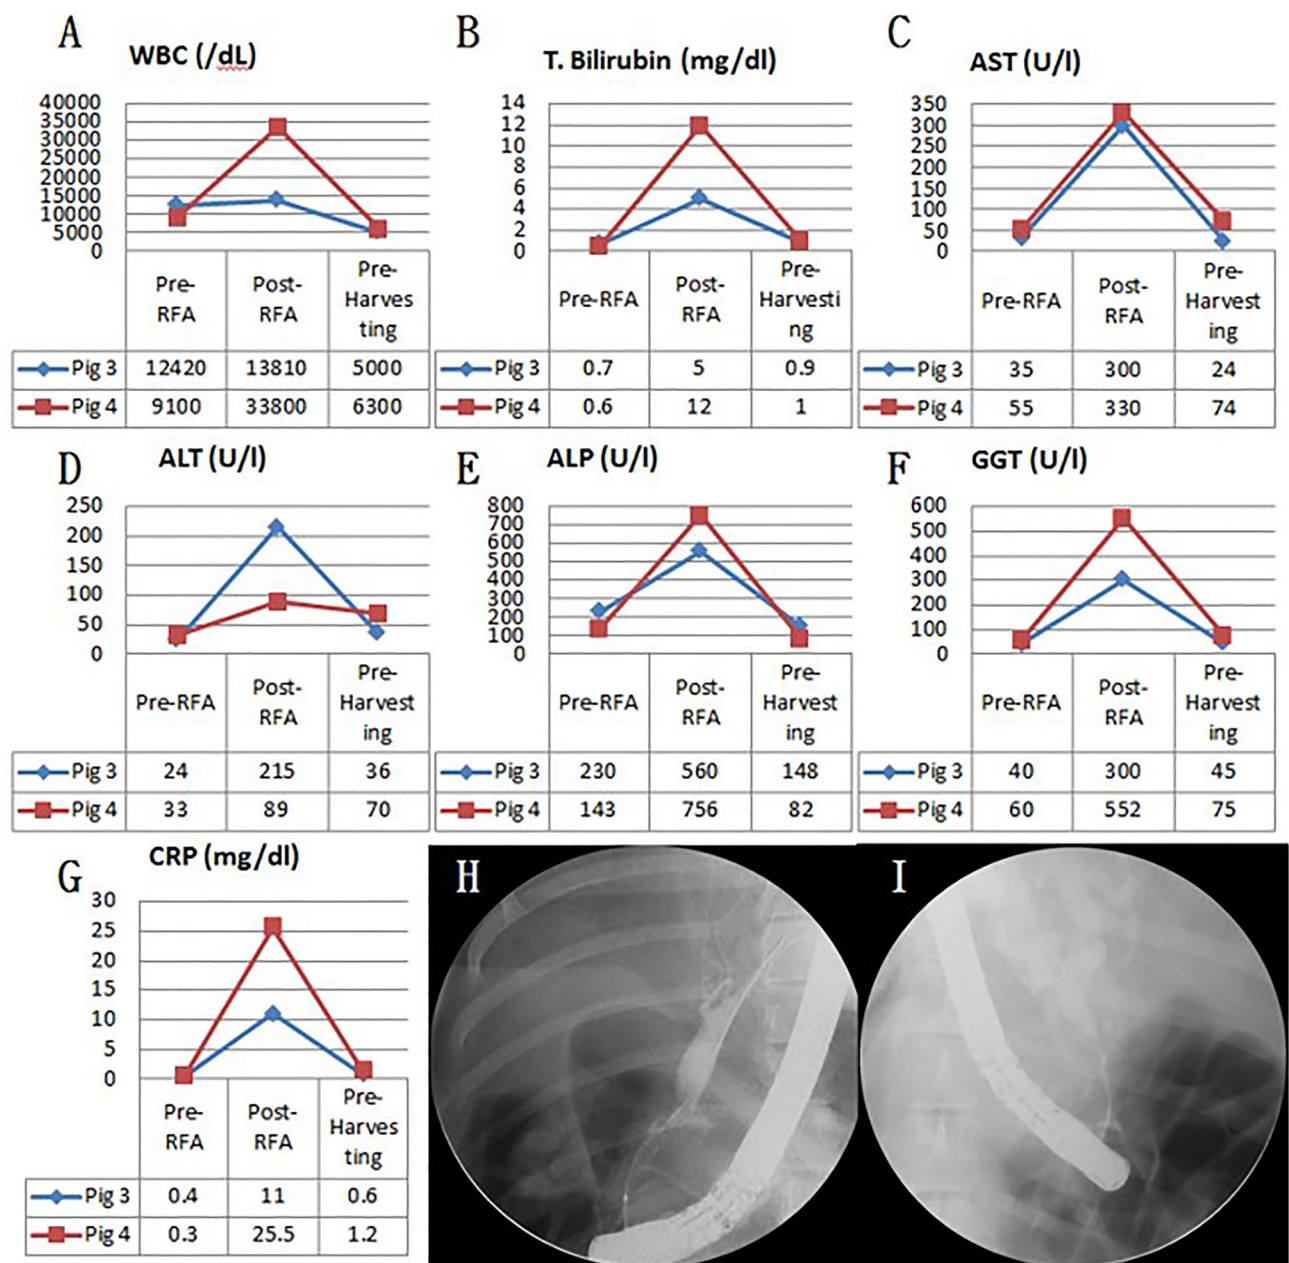 A
WBC (/dL)
40000
35000
30000
25000
20000
15000
10000
5000
0
Pre-
RFA
Post-
RFA
Pre-
Harves
ting
Pig 3 12420 13810 5000
Pig 4 9100 33800 6300
B
T. Bilirubin (mg/dl)
14
12
10
8
6
4
2
0
Pre-RFA
Post-
RFA
Pre-
Harvesti
ng
Pig 3 0.7 5 0.9
Pig 4 0.6 12 1
C
AST (U/l)
350
300
250
200
150
100
50
0
Pre-RFA
Post-
RFA
Pre-
Harvest
ing
Pig 3 35 300 24
Pig 4 55 330 74
D
ALT (U/l)
250
200
150
100
50
0
Pre-RFA
Post-
RFA
Pre-
Harvest
ing
Pig 3 24 215 36
Pig 4 33 89 70
E
ALP (U/l)
800
700
600
500
400
300
200
100
0
Pre-RFA
Post-
RFA
Pre-
Harvest
ing
Pig 3 230 560 148
Pig 4 143 756 82
F
GGT (U/l)
600
500
400
300
200
100
0
Pre-RFA
Post-
RFA
Pre-
Harvest
ing
Pig 3 40 300 45
Pig 4 60 552 75
G
CRP (mg/dl)
30
25
20
15
10
5
0
Pre-
RFA
Post-
RFA
Pre-
Harves
ting
Pig 3 0.4 11 0.6
Pig 4 0.3 25.5 1.2
H
I